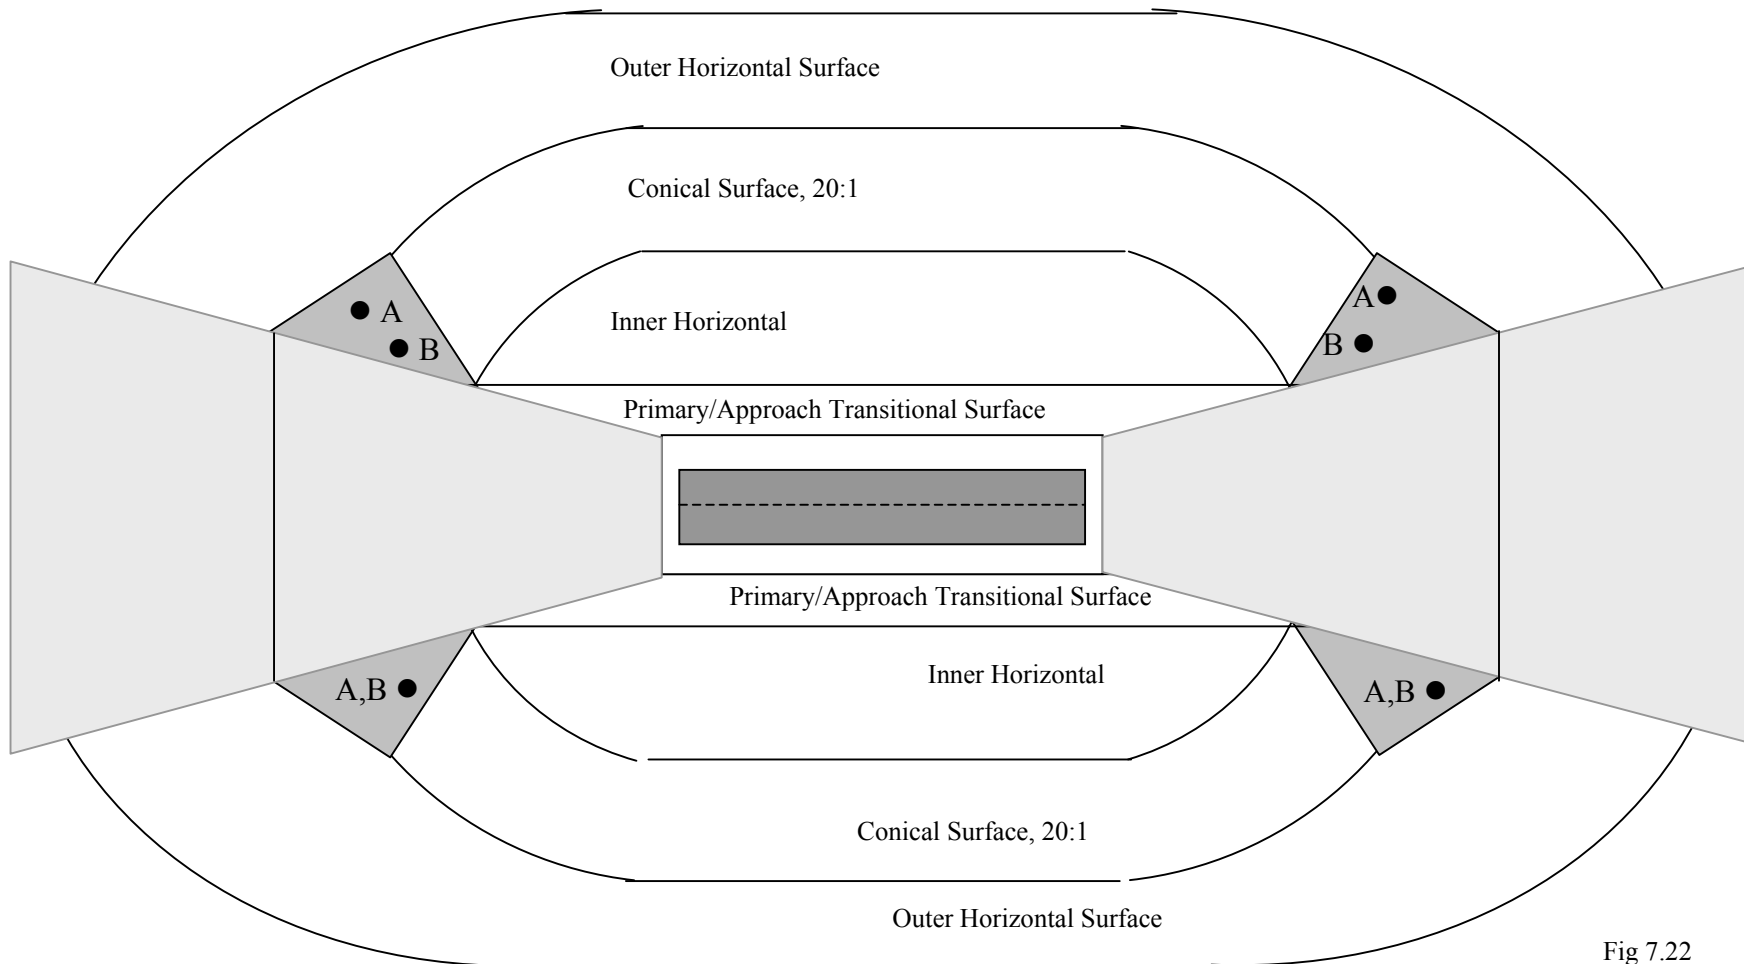 Outer Horizontal Surface
Conical Surface, 20:1
A
A
Inner Horizontal
B
B
Primary/Approach Transitional Surface
Primary/Approach Transitional Surface
Inner Horizontal
A,B
A,B
Conical Surface, 20:1
Outer Horizontal Surface
Fig 7.22